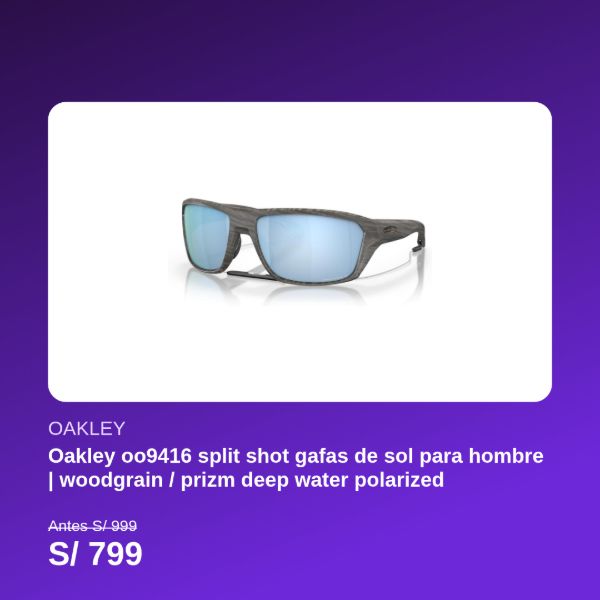 OAKLEY
Oakley oo9416 split shot gafas de sol para hombre
| woodgrain / prizm deep water polarized
Antes S/ 999
S/ 799